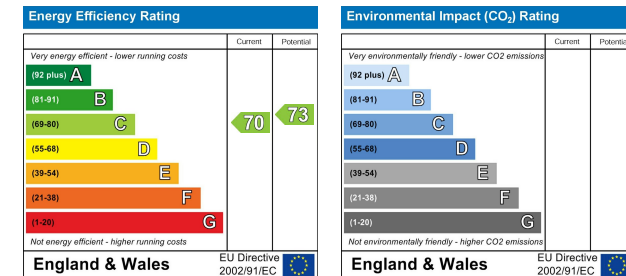 Energy Efficiency Rating
Current Potential
Very energy efficient - lower running costs
(92 plus) A
(81-91) B
(69-80) C
(55-68) D
(39-54) E
(21-38) F
(1-20) G
70
73
Not energy efficient - higher running costs
England & Wales
EU Directive
2002/91/EC
Environmental Impact (CO₂) Rating
Current Potential
Very environmentally friendly - lower CO2 emissions
(92 plus) A
(81-91) B
(69-80) C
(55-68) D
(39-54) E
(21-38) F
(1-20) G
Not environmentally friendly - higher CO2 emissions
England & Wales
EU Directive
2002/91/EC